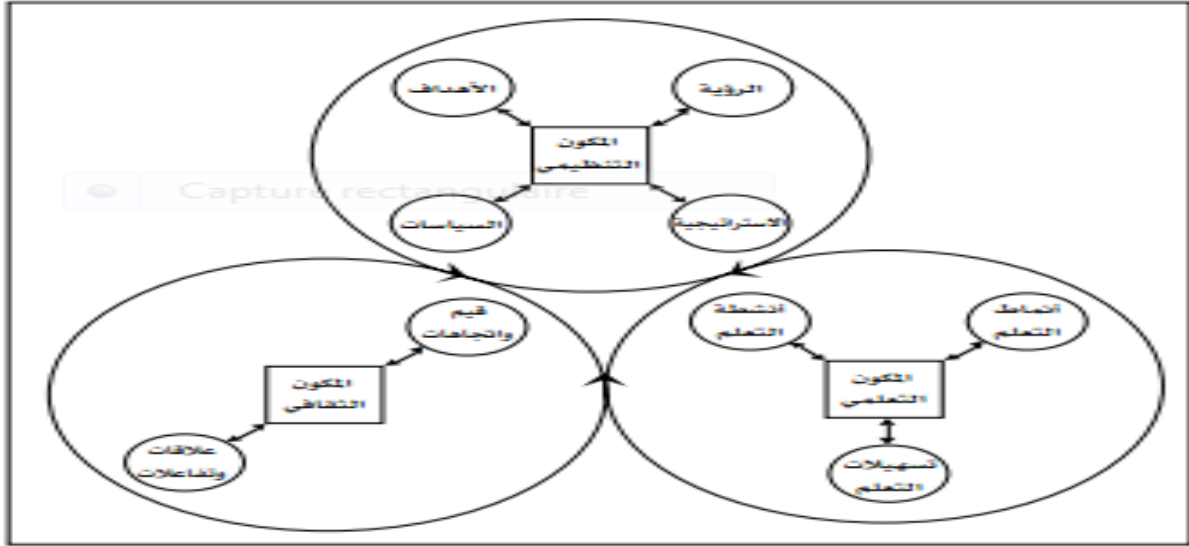 الرؤية
الأهداف
المكون
التنظيمي
الاستراتيجية
السياسات
Capture rectangulaire
أنماط
التعلم
أنشطة
التعلم
المكون
التعلمي
تسهيلات
التعلم
قيم
واتجاهات
المكون
الثقافي
علاقات
وتفاعلات